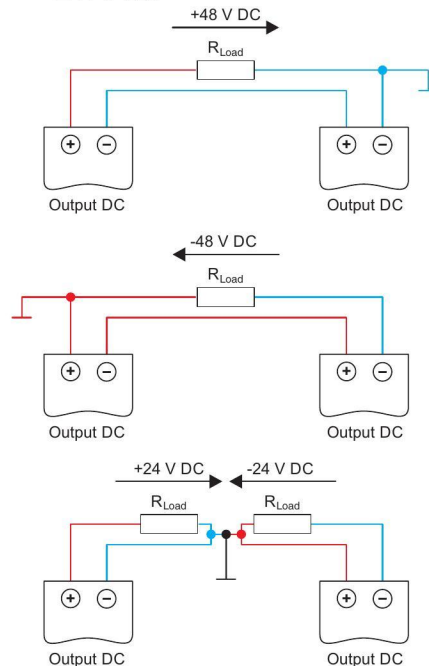 +48 V DC
RLoad
+ − + −
Output DC Output DC
-48 V DC
RLoad
+ − + −
Output DC Output DC
+24 V DC -24 V DC
RLoad RLoad
+ − + −
Output DC Output DC